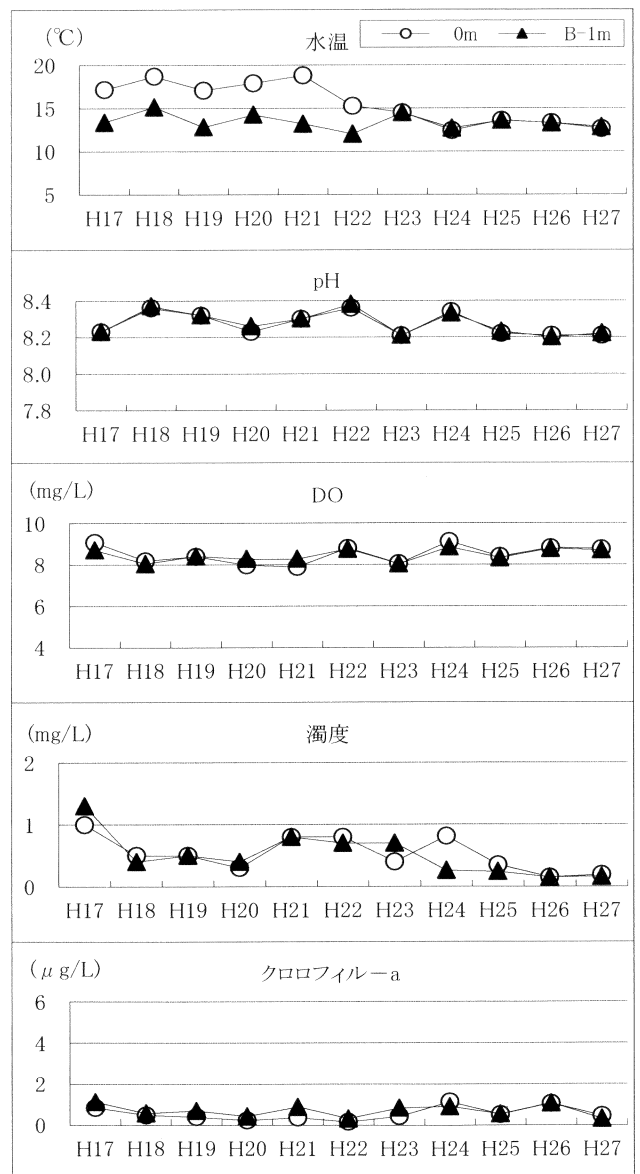 (℃) 水温 0m B-1m
20
15
10
5
H17 H18 H19 H20 H21 H22 H23 H24 H25 H26 H27
pH
8.4
8.2
8.0
7.8
H17 H18 H19 H20 H21 H22 H23 H24 H25 H26 H27
(mg/L) DO
10
8
6
4
H17 H18 H19 H20 H21 H22 H23 H24 H25 H26 H27
(mg/L) 濁度
2
1
0
H17 H18 H19 H20 H21 H22 H23 H24 H25 H26 H27
(μg/L) クロロフィルーa
6
4
2
0
H17 H18 H19 H20 H21 H22 H23 H24 H25 H26 H27